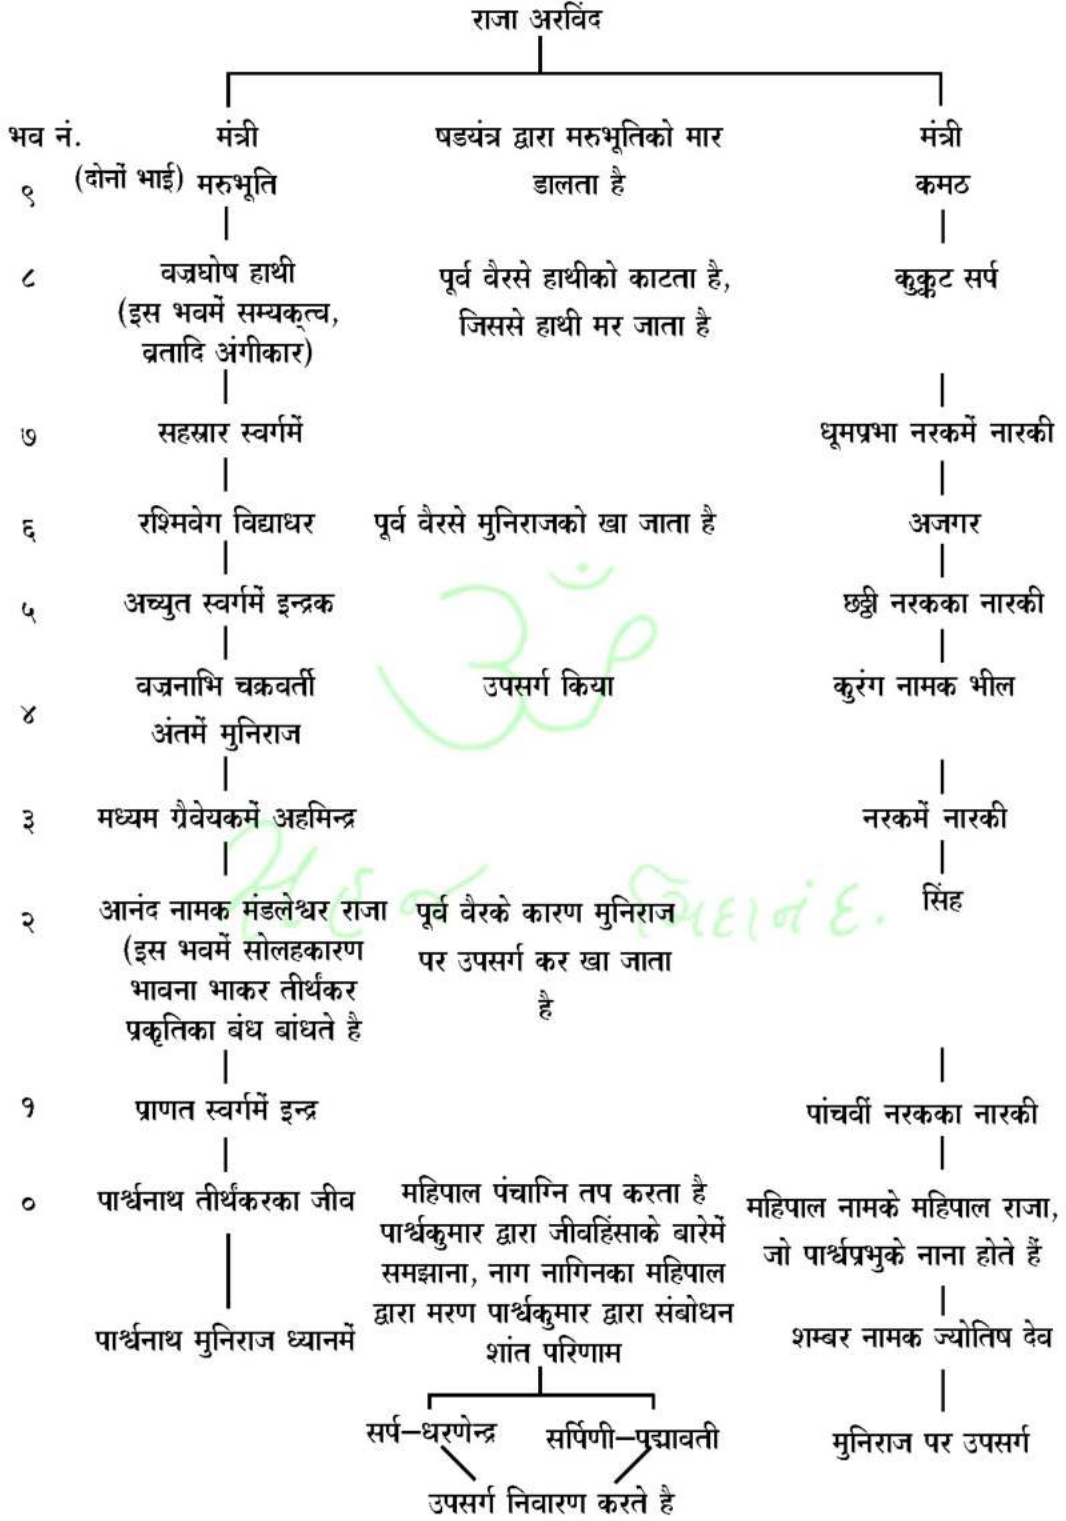 राजा अरविंद
भव नं. मंत्री षडयंत्र द्वारा मरुभूतिको मार मंत्री
९ (दोनों भाई) मरुभूति डालता है कमठ
८ वज्रघोष हाथी पूर्व वैरसे हाथीको काटता है, कुक्कुट सर्प
(इस भवमें सम्यक्‌त्व, जिससे हाथी मर जाता है
व्रतादि अंगीकार)
७ सहस्रार स्वर्गमें धूमप्रभा नरकमें नारकी
६ रश्मिवेग विद्याधर पूर्व वैरसे मुनिराजको खा जाता है अजगर
५ अच्युत स्वर्गमें इन्द्रक छठ्ठी नरकका नारकी
वज्रनाभि चक्रवर्ती उपसर्ग किया कुरंग नामक भील
४ अंतमें मुनिराज
ॐ
३ मध्यम ग्रैवेयकमें अहमिन्द्र नरकमें नारकी
સહજ ચિદાનંદ.
२ आनंद नामक मंडलेश्वर राजा पूर्व वैरके कारण मुनिराज सिंह
(इस भवमें सोलहकारण पर उपसर्ग कर खा जाता
भावना भाकर तीर्थंकर है
प्रकृतिका बंध बांधते है
१ प्राणत स्वर्गमें इन्द्र पांचवीं नरकका नारकी
० पार्श्वनाथ तीर्थंकरका जीव महिपाल पंचाग्नि तप करता है महिपाल नामके महिपाल राजा,
पार्श्वकुमार द्वारा जीवहिंसाके बारेमें जो पार्श्वप्रभुके नाना होते हैं
समझाना, नाग नागिनका महिपाल
द्वारा मरण पार्श्वकुमार द्वारा संबोधन
पार्श्वनाथ मुनिराज ध्यानमें शांत परिणाम शम्बर नामक ज्योतिष देव
सर्प–धरणेन्द्र सर्पिणी–पद्मावती मुनिराज पर उपसर्ग
उपसर्ग निवारण करते है